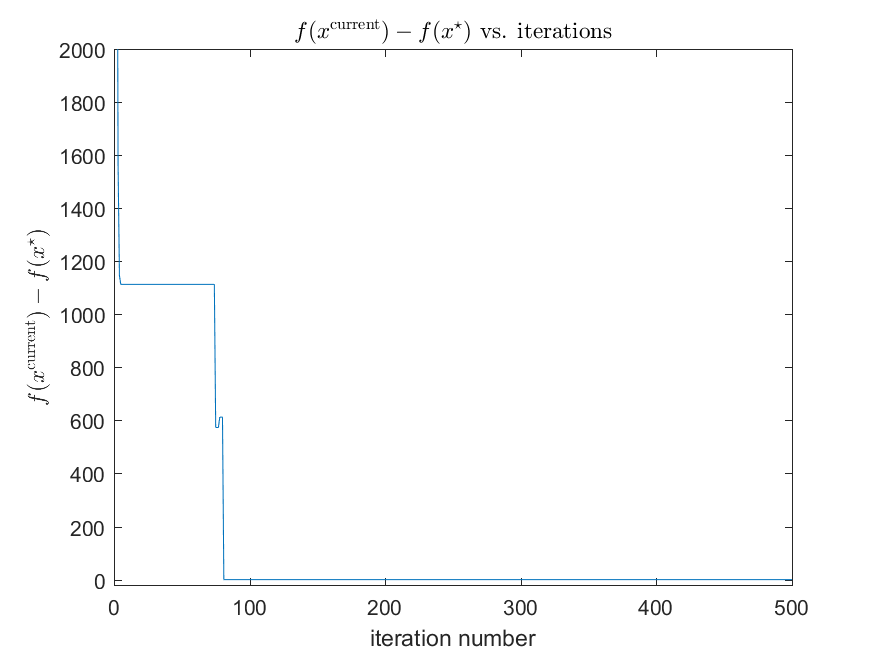 f(x^current) − f(x^⋆) vs. iterations
2000
1800
1600
1400
1200
1000
800
600
400
200
0
f(x^current) − f(x^⋆)
0 100 200 300 400 500
iteration number